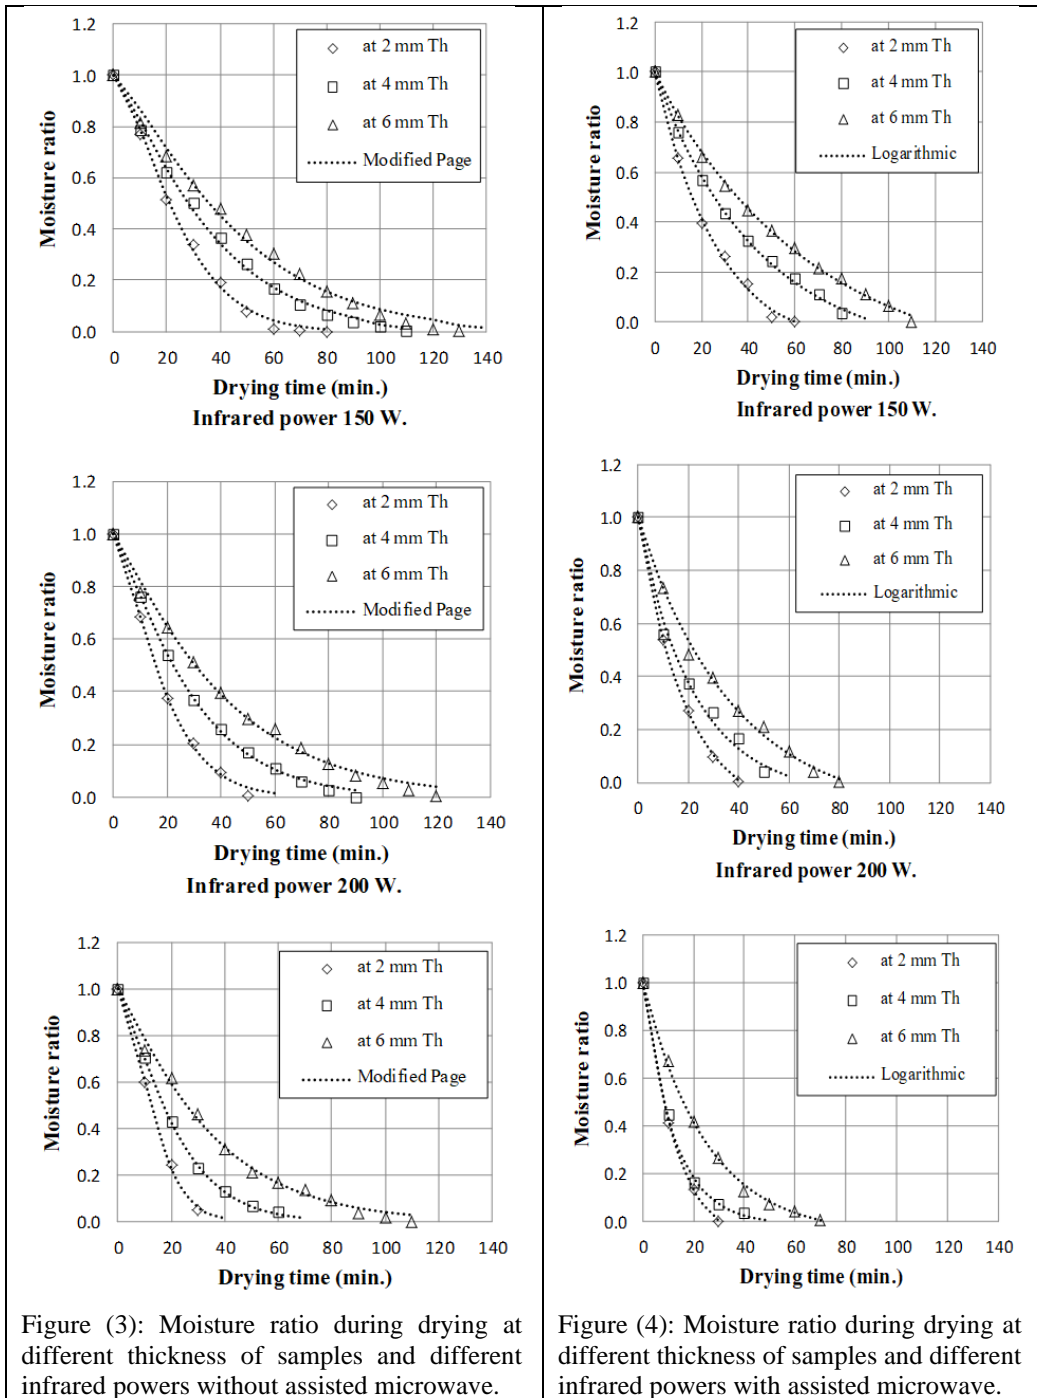 1.2
1.0
0.8
0.6
0.4
0.2
0.0
Moisture ratio
at 2 mm Th
at 4 mm Th
at 6 mm Th
Modified Page
0 20 40 60 80 100 120 140
Drying time (min.)
Infrared power 150 W.
1.2
1.0
0.8
0.6
0.4
0.2
0.0
Moisture ratio
at 2 mm Th
at 4 mm Th
at 6 mm Th
Modified Page
0 20 40 60 80 100 120 140
Drying time (min.)
Infrared power 200 W.
1.2
1.0
0.8
0.6
0.4
0.2
0.0
Moisture ratio
at 2 mm Th
at 4 mm Th
at 6 mm Th
Modified Page
0 20 40 60 80 100 120 140
Drying time (min.)
Figure (3): Moisture ratio during drying at
different thickness of samples and different
infrared powers without assisted microwave.
1.2
1.0
0.8
0.6
0.4
0.2
0.0
Moisture ratio
at 2 mm Th
at 4 mm Th
at 6 mm Th
Logarithmic
0 20 40 60 80 100 120 140
Drying time (min.)
Infrared power 150 W.
1.2
1.0
0.8
0.6
0.4
0.2
0.0
Moisture ratio
at 2 mm Th
at 4 mm Th
at 6 mm Th
Logarithmic
0 20 40 60 80 100 120 140
Drying time (min.)
Infrared power 200 W.
1.2
1.0
0.8
0.6
0.4
0.2
0.0
Moisture ratio
at 2 mm Th
at 4 mm Th
at 6 mm Th
Logarithmic
0 20 40 60 80 100 120 140
Drying time (min.)
Figure (4): Moisture ratio during drying at
different thickness of samples and different
infrared powers with assisted microwave.